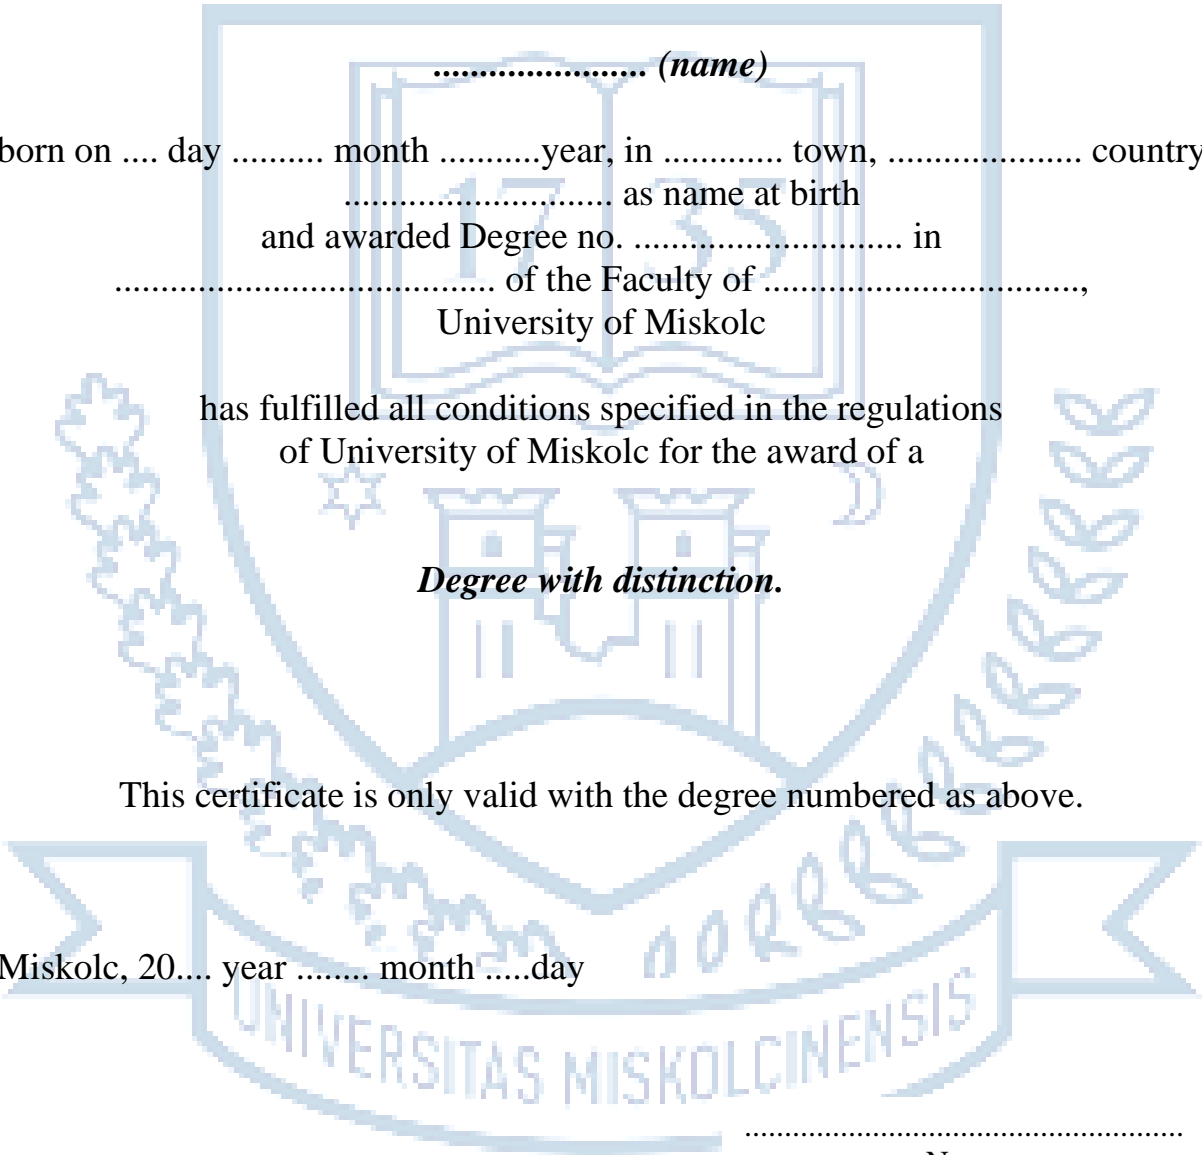 ....................... (name)
born on .... day .......... month ...........year, in ............. town, ..................... country
............................. as name at birth
and awarded Degree no. ............................. in
......................................... of the Faculty of ..................................,
University of Miskolc
17 35
has fulfilled all conditions specified in the regulations
of University of Miskolc for the award of a
Degree with distinction.
This certificate is only valid with the degree numbered as above.
Miskolc, 20.... year ........ month .....day
UNIVERSITAS MISKOLCINENSIS
.......................................................